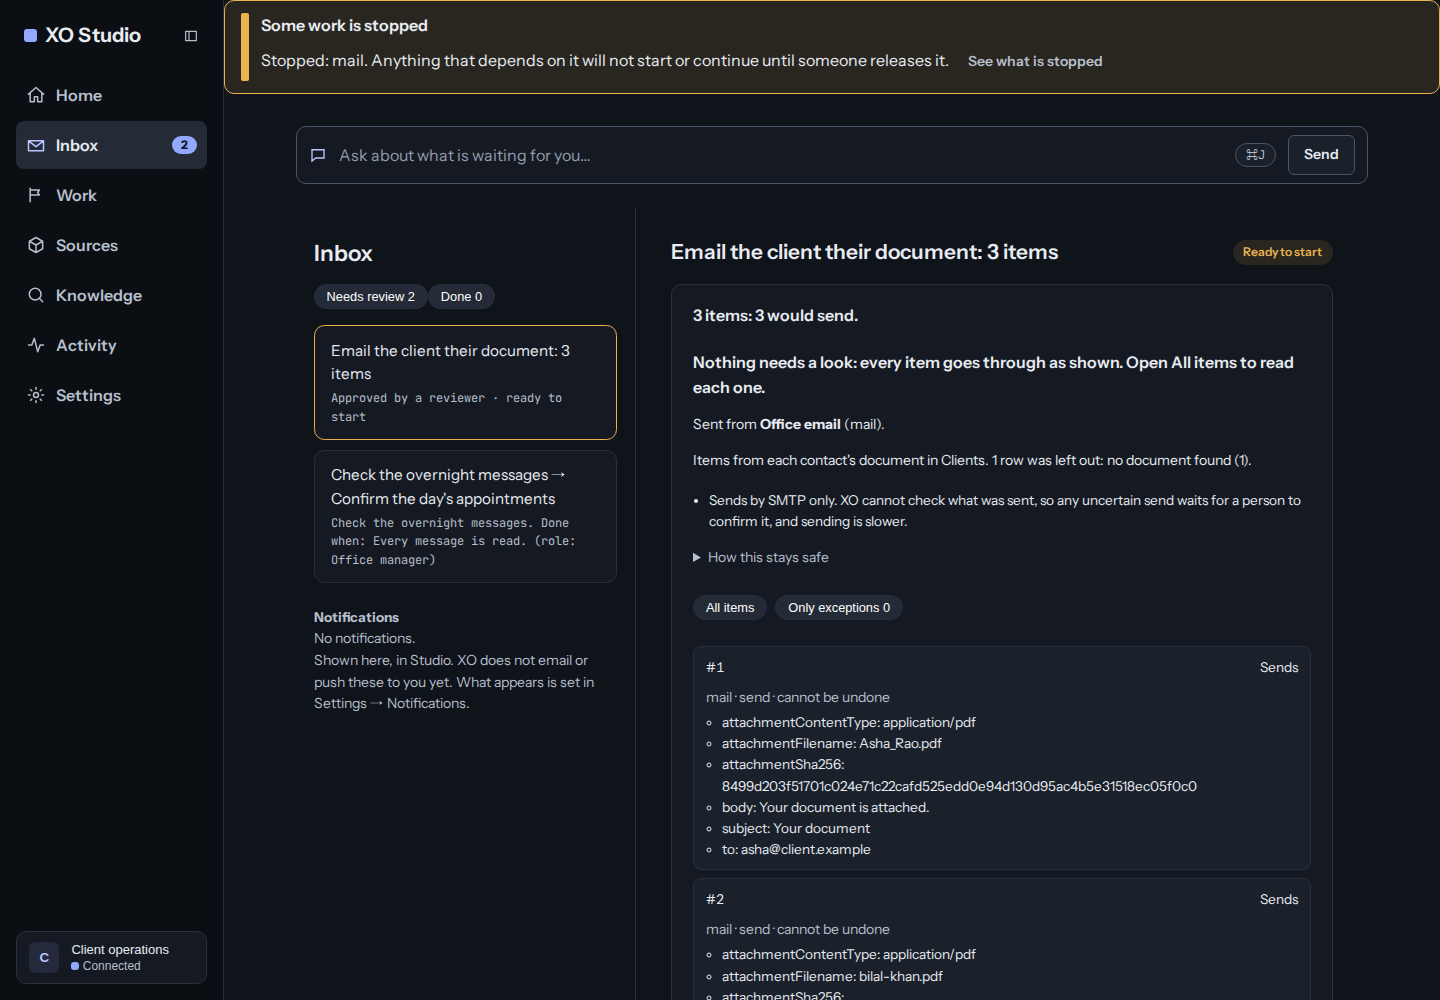 XO Studio
Home
Inbox
2
Work
Sources
Knowledge
Activity
Settings
C
Client operations
Connected
Some work is stopped
Stopped: mail. Anything that depends on it will not start or continue until someone releases it.
See what is stopped
Ask about what is waiting for you...
⌘J
Send
Inbox
Needs review 2
Done 0
Email the client their document: 3
items
Approved by a reviewer · ready to
start
Check the overnight messages →
Confirm the day's appointments
Check the overnight messages. Done
when: Every message is read. (role:
Office manager)
Notifications
No notifications.
Shown here, in Studio. XO does not email or
push these to you yet. What appears is set in
Settings → Notifications.
Email the client their document: 3 items
Ready to start
3 items: 3 would send.
Nothing needs a look: every item goes through as shown. Open All items to read
each one.
Sent from Office email (mail).
Items from each contact's document in Clients. 1 row was left out: no document found (1).
Sends by SMTP only. XO cannot check what was sent, so any uncertain send waits for a person to
confirm it, and sending is slower.
How this stays safe
All items
Only exceptions 0
#1
Sends
mail · send · cannot be undone
attachmentContentType: application/pdf
attachmentFilename: Asha_Rao.pdf
attachmentSha256:
8499d203f51701c024e71c22cafd525edd0e94d130d95ac4b5e31518ec05f0c0
body: Your document is attached.
subject: Your document
to: asha@client.example
#2
Sends
mail · send · cannot be undone
attachmentContentType: application/pdf
attachmentFilename: bilal-khan.pdf
attachmentSha256: